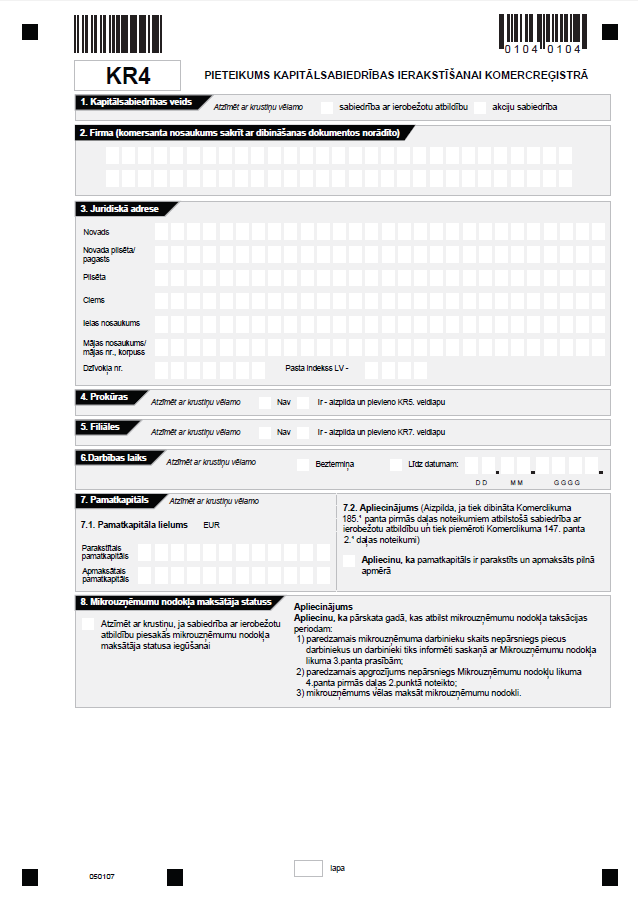 0104 0104
KR4
PIETEIKUMS KAPITĀLSABIEDRĪBAS IERAKSTĪŠANAI KOMERCREĢISTRĀ
1. Kapitālsabiedrības veids
Atzīmēt ar krustiņu vēlamo
sabiedrība ar ierobežotu atbildību
akciju sabiedrība
2. Firma (komersanta nosaukums sakrīt ar dibināšanas dokumentos norādīto)
3. Juridiskā adrese
Novads
Novada pilsēta/
pagasts
Pilsēta
Ciems
Ielas nosaukums
Mājas nosaukums/
mājas nr., korpuss
Dzīvokļa nr.
Pasta indekss LV -
4. Prokūras
Atzīmēt ar krustiņu vēlamo
Nav
Ir - aizpilda un pievieno KR5. veidlapu
5. Filiāles
Atzīmēt ar krustiņu vēlamo
Nav
Ir - aizpilda un pievieno KR7. veidlapu
6.Darbības laiks
Atzīmēt ar krustiņu vēlamo
Beztermiņa
Līdz datumam:
D D
M M
G G G G
7. Pamatkapitāls
Atzīmēt ar krustiņu vēlamo
7.1. Pamatkapitāla lielums EUR
Parakstītais
pamatkapitāls
Apmaksātais
pamatkapitāls
7.2. Apliecinājums (Aizpilda, ja tiek dibināta Komerclikuma
185.¹ panta pirmās daļas noteikumiem atbilstošā sabiedrība ar
ierobežotu atbildību un tiek piemēroti Komerclikuma 147. panta
2.¹ daļas noteikumi)
Apliecinu, ka pamatkapitāls ir parakstīts un apmaksāts pilnā
apmērā
8. Mikrouzņēmumu nodokļa maksātāja statuss
Atzīmēt ar krustiņu, ja sabiedrība ar ierobežotu
atbildību piesakās mikrouzņēmumu nodokļa
maksātāja statusa iegūšanai
Apliecinājums
Apliecinu, ka pārskata gadā, kas atbilst mikrouzņēmumu nodokļa taksācijas
periodam:
1) paredzamais mikrouzņēmuma darbinieku skaits nepārsniegs piecus
darbiniekus un darbinieki tiks informēti saskaņā ar Mikrouzņēmumu nodokļa
likuma 3.panta prasībām;
2) paredzamais apgrozījums nepārsniegs Mikrouzņēmumu nodokļu likuma
4.panta pirmās daļas 2.punktā noteikto;
3) mikrouzņēmums vēlas maksāt mikrouzņēmumu nodokli.
050107
lapa